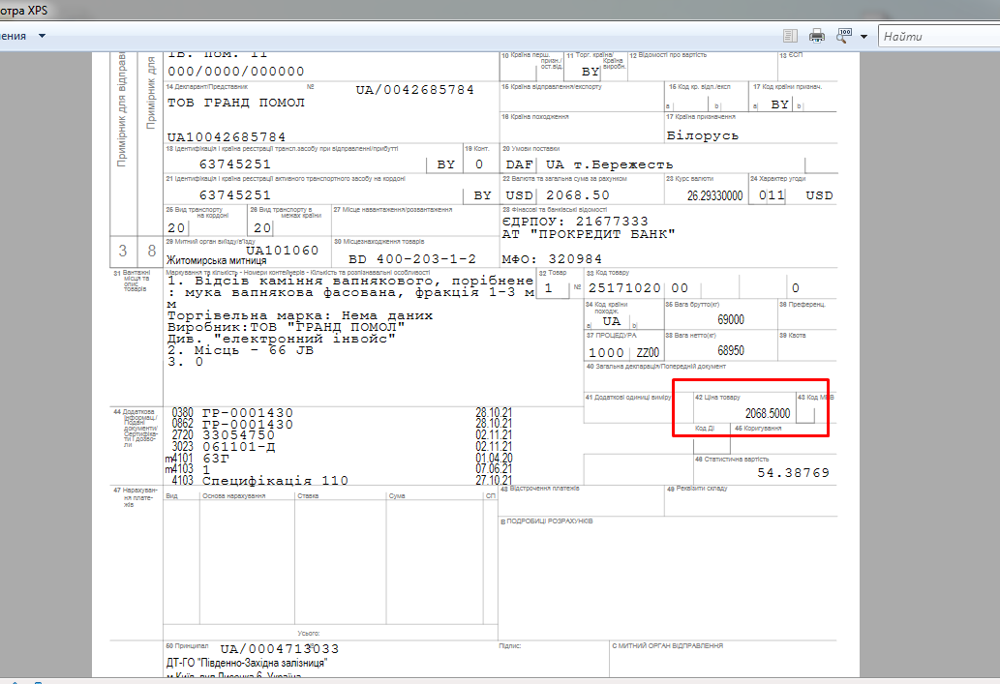 отра XPS
ения
Найти
Примірник для відправ
Примірник для
ІВ. Пом. 11
000/0000/000000
10 Країна перш. призн./ ост.від.
11 Торг. країна/ Країна виробн.
BY
12 Відомості про вартість
13 ЄСП
14 Декларант/Представник № UA/0042685784
ТОВ ГРАНД ПОМОЛ
UA10042685784
15 Країна відправлення/експорту
15 Код кр. відп./експ
a b
17 Код країни признач.
a BY b
16 Країна походження
17 Країна призначення
Білорусь
18 Ідентифікація і країна реєстрації трансп.засобу при відправленні/прибутті
63745251 BY
19 Конт.
0
20 Умови поставки
DAF UA т.Бережесть
21 Ідентифікація і країна реєстрації активного транспортного засобу на кордоні
63745251 BY
22 Валюта та загальна сума за рахунком
USD 2068.50
23 Курс валюти
26.29330000
24 Характер угоди
011 USD
25 Вид транспорту на кордоні
20
26 Вид транспорту в межах країни
20
27 Місце навантаження/розвантаження
28 Фінасові та банківські відомості
ЄДРПОУ: 21677333
АТ "ПРОКРЕДИТ БАНК"
МФО: 320984
3 8
29 Митний орган виїзду/в'їзду
UA101060
Житомирська митниця
30 Місцезнаходження товарів
BD 400-203-1-2
31 Вантажні місця та опис товарів
Маркування та кількість - Номери контейнерів - Кількість та розпізнавальні особливості
1. Відсів каміння вапнякового, порібнене
: мука вапнякова фасована, фракція 1-3 м
м
Торгівельна марка: Нема даних
Виробник:ТОВ "ГРАНД ПОМОЛ"
Див. "електронний інвойс"
2. Місць - 66 JB
3. 0
32 Товар
1 №
33 Код товару
25171020 00 0
34 Код країни походж.
a UA b
35 Вага брутто(кг)
69000
36 Преференц.
37 ПРОЦЕДУРА
1000 ZZ00
38 Вага нетто(кг)
68950
39 Квота
40 Загальна декларація/Попередній документ
41 Додаткові одиниці виміру
42 Ціна товару
2068.5000
43 Код МВВ
44 Додаткова інформац./ Подані документи/ Сертифікати і дозволи
0380 ГР-0001430 28.10.21
0862 ГР-0001430 28.10.21
2720 33054750 02.11.21
3023 061101-Д 02.11.21
m4101 63Г 01.04.20
m4103 1 07.06.21
4103 Специфікація 110 27.10.21
Код ДІ
45 Коригування
46 Статистична вартість
54.38769
47 Нарахування платежів
Вид Основа нарахування Ставка Сума СП
48 Відстрочення платежів
49 Реквізити складу
B ПОДРОБИЦІ РОЗРАХУНКІВ
Усього:
50 Принципал № UA/0004713033
ДТ-ГО "Південно-Західна залізниця"
м.Київ, вул.Лисенка 6, Україна
Підпис:
C МИТНИЙ ОРГАН ВІДПРАВЛЕННЯ